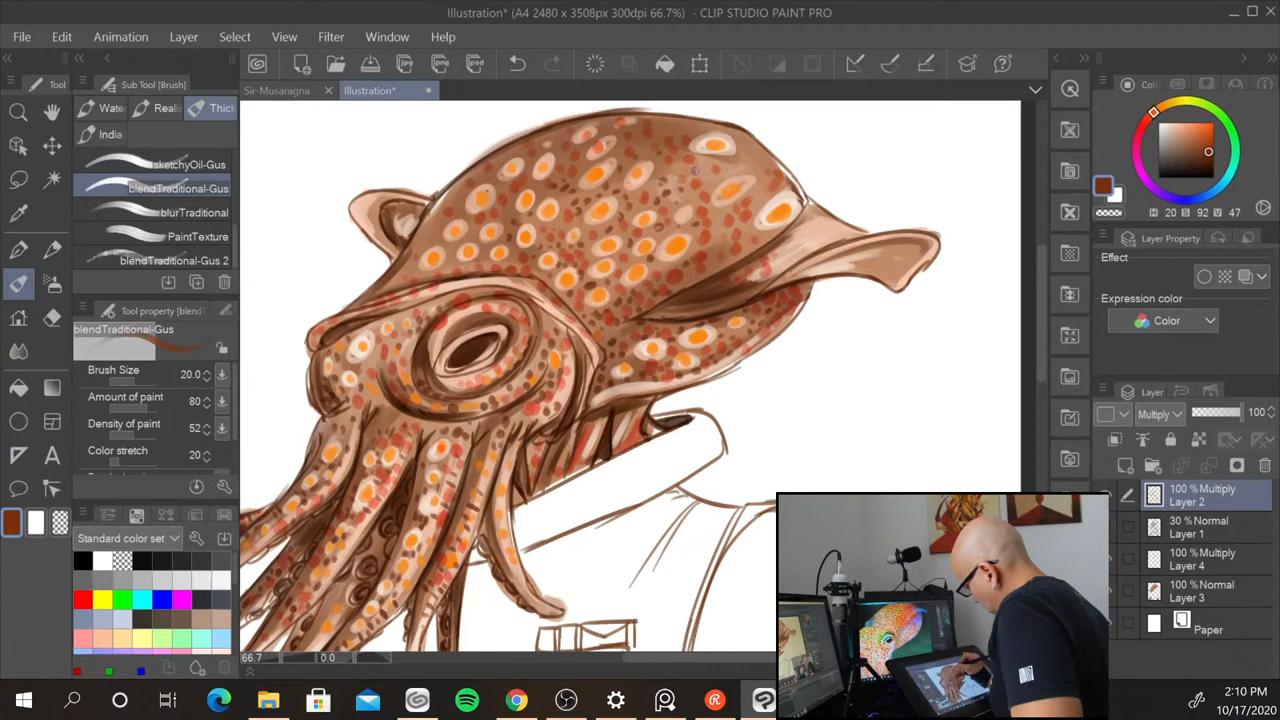 Illustration* (A4 2480 x 3508px 300dpi 66.7%) - CLIP STUDIO PAINT PRO
File Edit Animation Layer Select View Filter Window Help
Tool
Sub Tool [Brush]
jpg png psd
Sir-Musaragna
Illustration*
Wate
Reali
Thick
India
sketchyOil-Gus
blendTraditional-Gus
blurTraditional
PaintTexture
blendTraditional-Gus 2
Tool property [blendT
blendTraditional-Gus
Brush Size 20.0
Amount of paint 80
Density of paint 52
Color stretch 20
Standard color set
66.7 0.0
H 20 S 92 V 47
Layer Property
Effect
Expression color
Color
Layer
Multiply 100
100 % Multiply
Layer 2
30 % Normal
Layer 1
100 % Multiply
Layer 4
100 % Normal
Layer 3
Paper
2:10 PM
10/17/2020